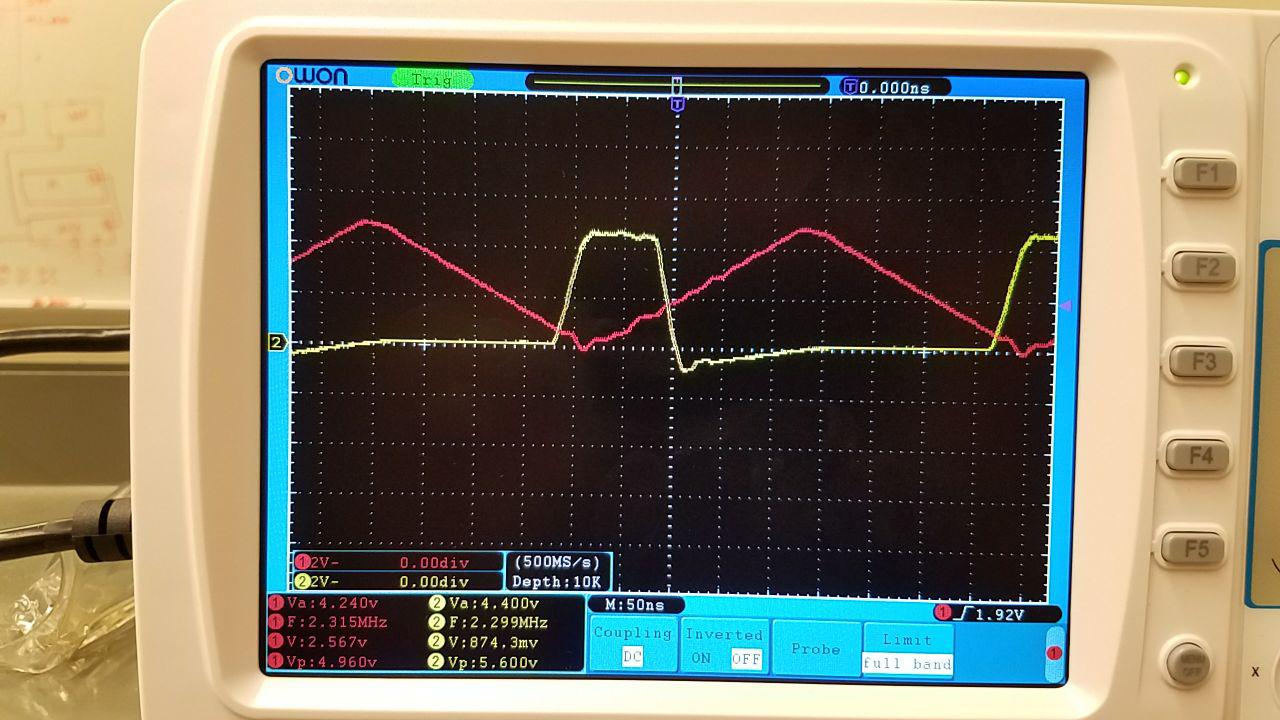 OWON Trig T 0.000ns
T
2
F1
F2
F3
F4
F5
1 2V⎓ 0.00div (500MS/s)
2 2V⎓ 0.00div Depth:10K
1 Va:4.240v 2 Va:4.400v M:50ns 1 1.92V
1 F:2.315MHz 2 F:2.299MHz
1 V:2.567v 2 V:874.3mv
1 Vp:4.960v 2 Vp:5.600v
Coupling Inverted Probe Limit
DC ON OFF full band
1
MENU
OFF
X